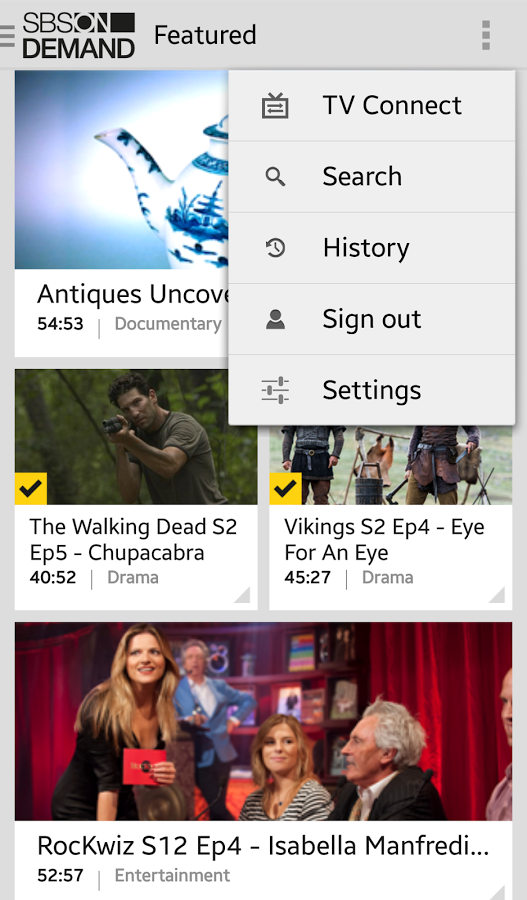 SBS ON
DEMAND
Featured
TV Connect
Search
History
Sign out
Settings
Antiques Uncove
54:53 | Documentary
The Walking Dead S2
Ep5 - Chupacabra
40:52 | Drama
Vikings S2 Ep4 - Eye
For An Eye
45:27 | Drama
RocKwiz S12 Ep4 - Isabella Manfredi...
52:57 | Entertainment